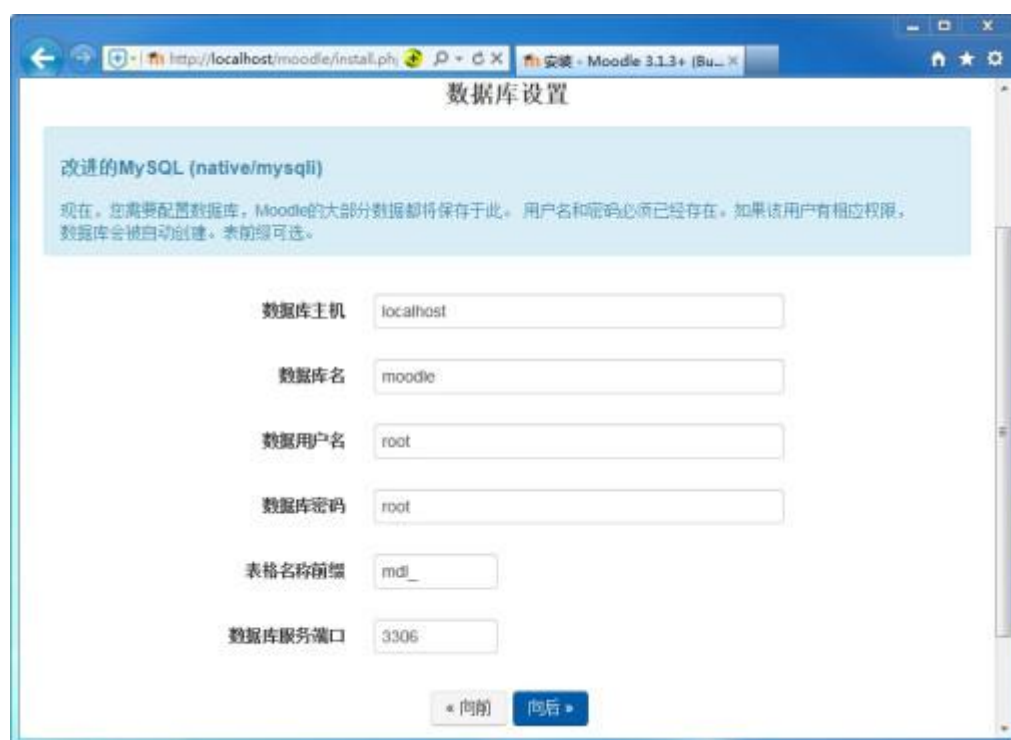 http://localhost/moodle/install.ph
安装 - Moodle 3.1.3+ (Bu...
数据库设置
改进的MySQL (native/mysqli)
现在，您需要配置数据库，Moodle的大部分数据都将保存于此。 用户名和密码必须已经存在。如果该用户有相应权限，
数据库会被自动创建。表前缀可选。
数据库主机 localhost
数据库名 moodle
数据用户名 root
数据库密码 root
表格名称前缀 mdl_
数据库服务端口 3306
« 向前 向后 »